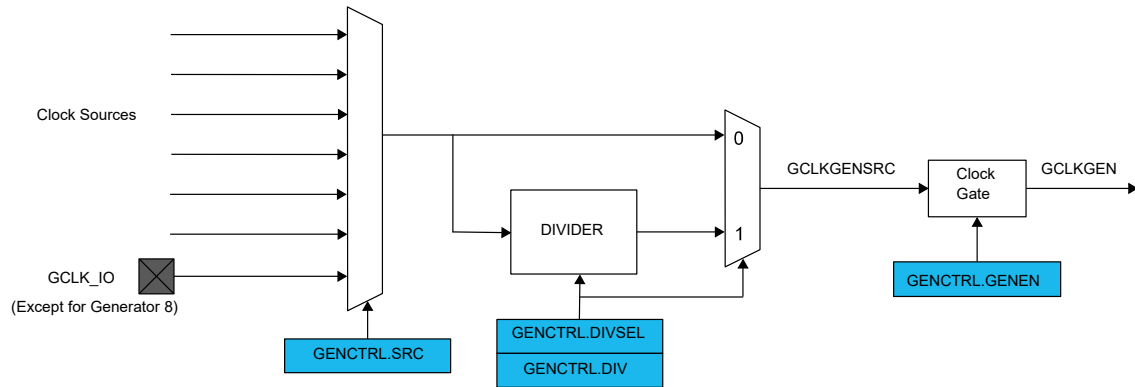 Clock Sources
GCLK_IO
(Except for Generator 8)
GENCTRL.SRC
DIVIDER
GENCTRL.DIVSEL
GENCTRL.DIV
0
1
GCLKGENSRC
Clock
Gate
GCLKGEN
GENCTRL.GENEN